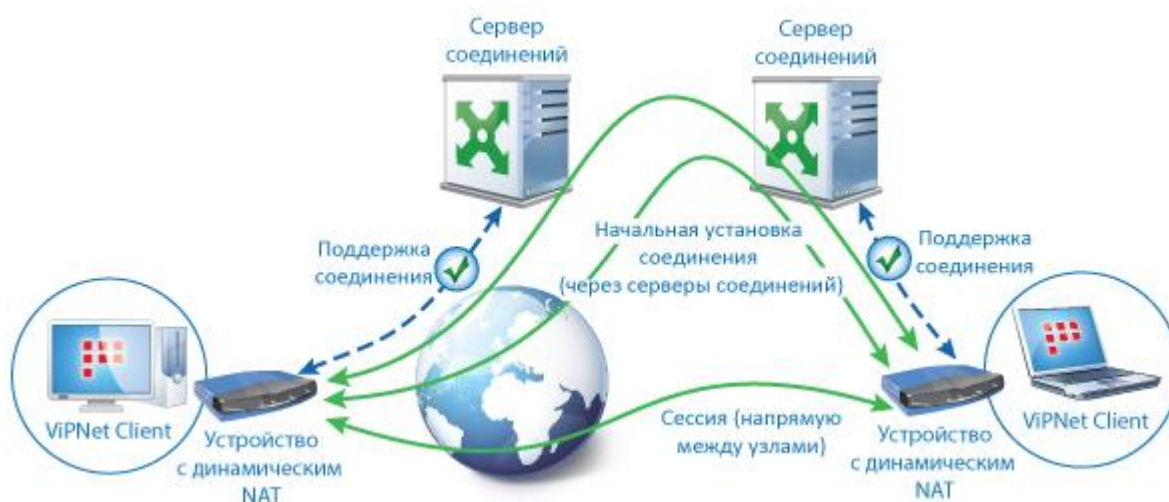 Сервер
соединений
Сервер
соединений
Поддержка
соединения
Начальная установка
соединения
(через серверы соединений)
Поддержка
соединения
ViPNet Client
Устройство
с динамическим
NAT
Сессия (напрямую
между узлами)
Устройство
с динамическим
NAT
ViPNet Client